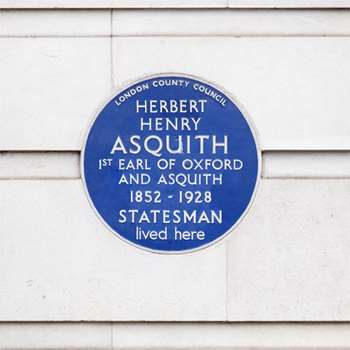 LONDON COUNTY COUNCIL
HERBERT
HENRY
ASQUITH
1ST EARL OF OXFORD
AND ASQUITH
1852 - 1928
STATESMAN
lived here